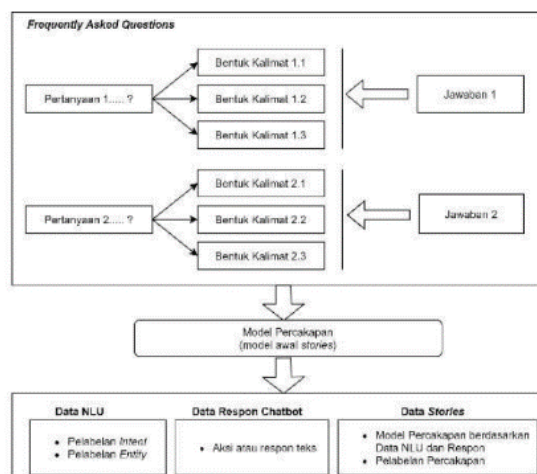 Frequently Asked Questions
Bentuk Kalimat 1.1
Pertanyaan 1..... ?
Bentuk Kalimat 1.2
Jawaban 1
Bentuk Kalimat 1.3
Bentuk Kalimat 2.1
Pertanyaan 2..... ?
Bentuk Kalimat 2.2
Jawaban 2
Bentuk Kalimat 2.3
Model Percakapan
(model awal stories)
Data NLU
• Pelabelan Intent
• Pelabelan Entity
Data Respon Chatbot
• Aksi atau respon teks
Data Stories
• Model Percakapan berdasarkan
Data NLU dan Respon
• Pelabelan Percakapan